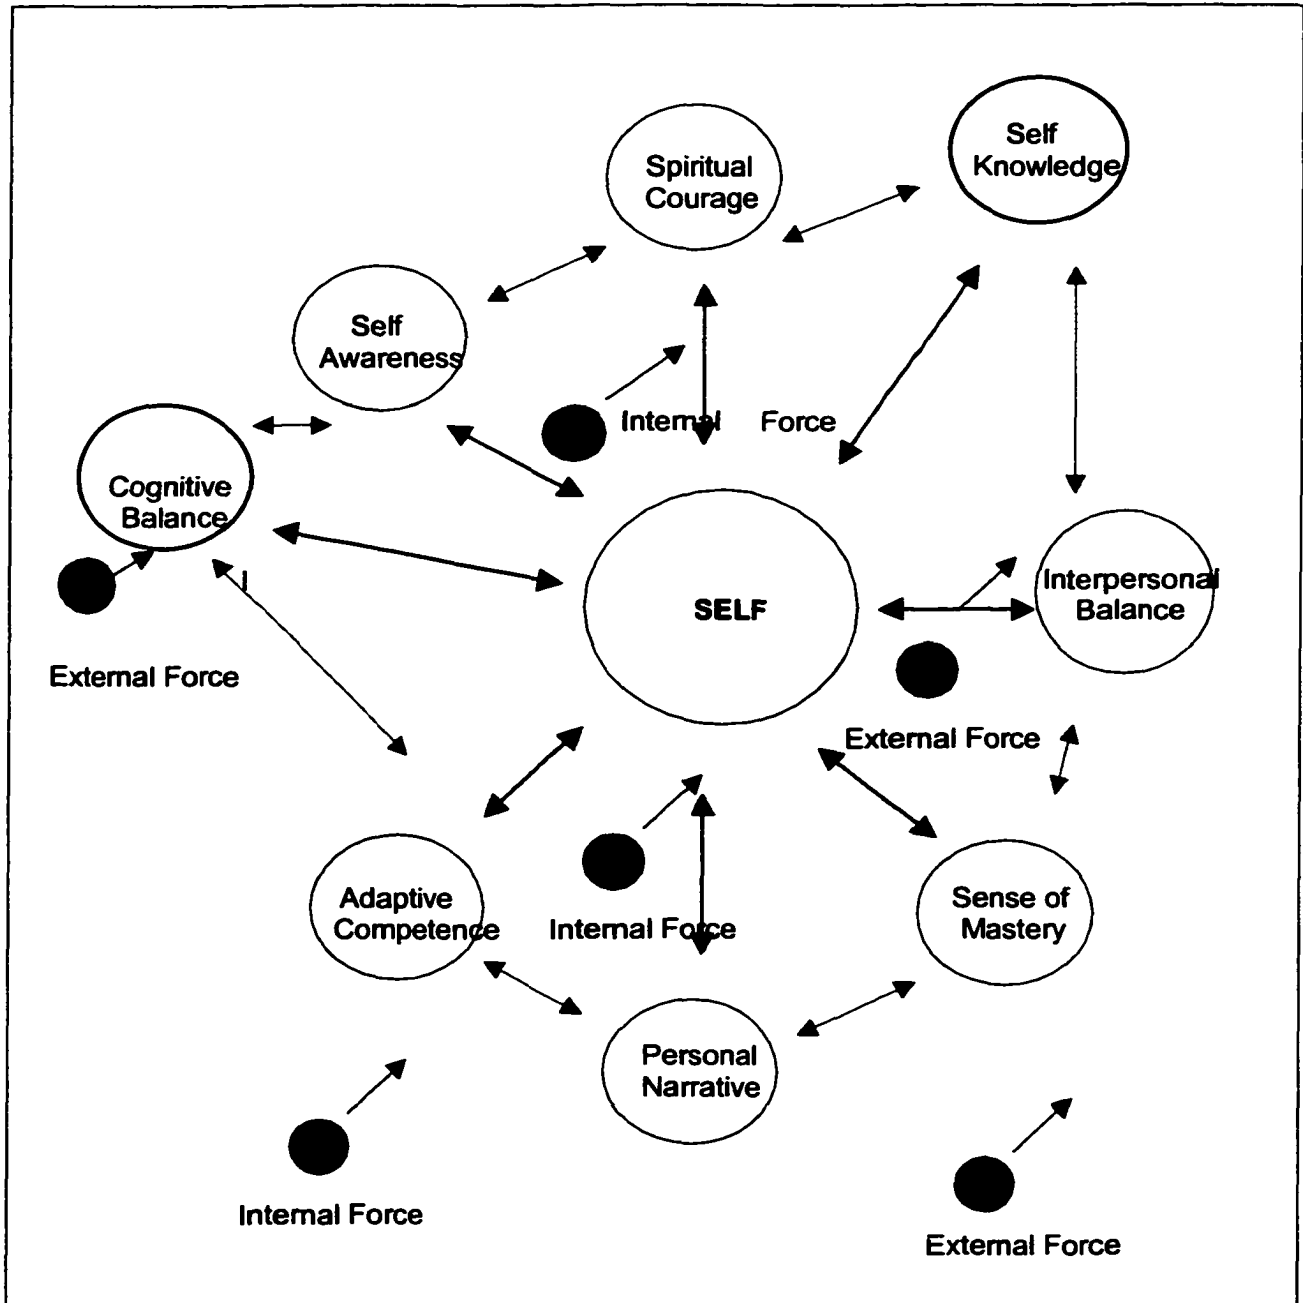 Self
Knowledge
Spiritual
Courage
Self
Awareness
Internal Force
Cognitive
Balance
Interpersonal
Balance
SELF
External Force
External Force
Adaptive
Competence
Internal Force
Sense of
Mastery
Personal
Narrative
Internal Force
External Force